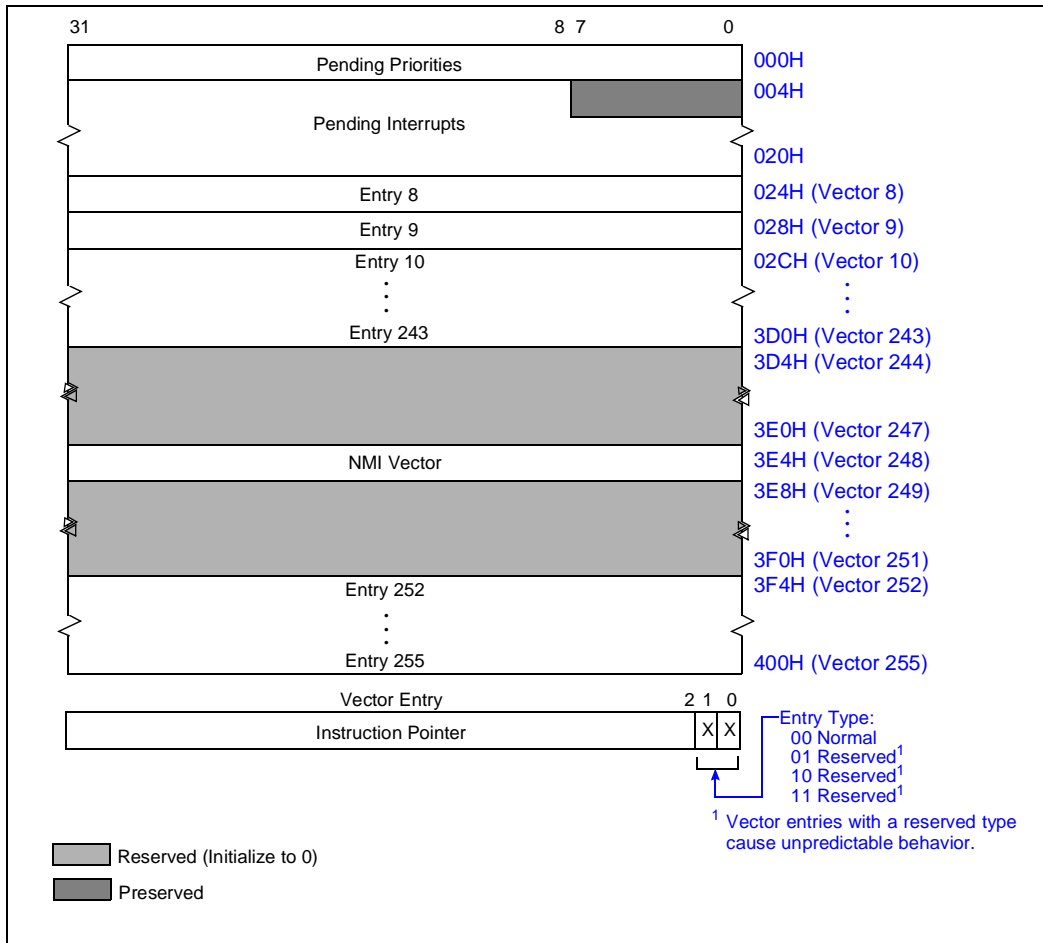 31 8 7 0
Pending Priorities 000H
004H
Pending Interrupts
020H
Entry 8 024H (Vector 8)
Entry 9 028H (Vector 9)
Entry 10 02CH (Vector 10)
Entry 243 3D0H (Vector 243)
3D4H (Vector 244)
3E0H (Vector 247)
NMI Vector 3E4H (Vector 248)
3E8H (Vector 249)
3F0H (Vector 251)
Entry 252 3F4H (Vector 252)
Entry 255 400H (Vector 255)
Vector Entry 2 1 0
Instruction Pointer X X
Entry Type:
00 Normal
01 Reserved¹
10 Reserved¹
11 Reserved¹
¹ Vector entries with a reserved type
cause unpredictable behavior.
Reserved (Initialize to 0)
Preserved